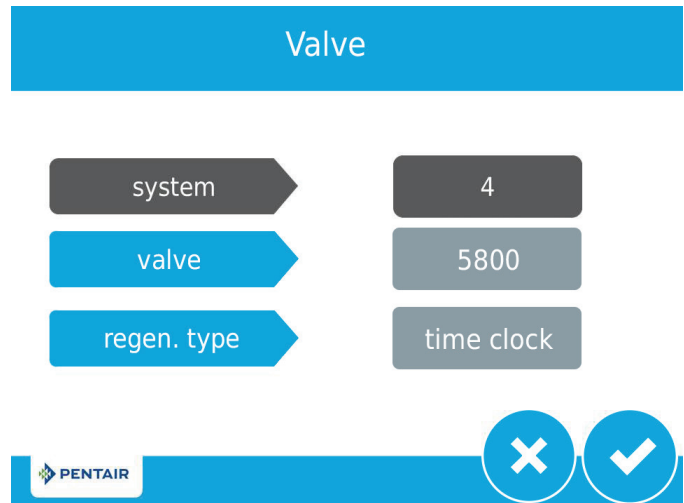 Valve
system 4
valve 5800
regen. type time clock
PENTAIR